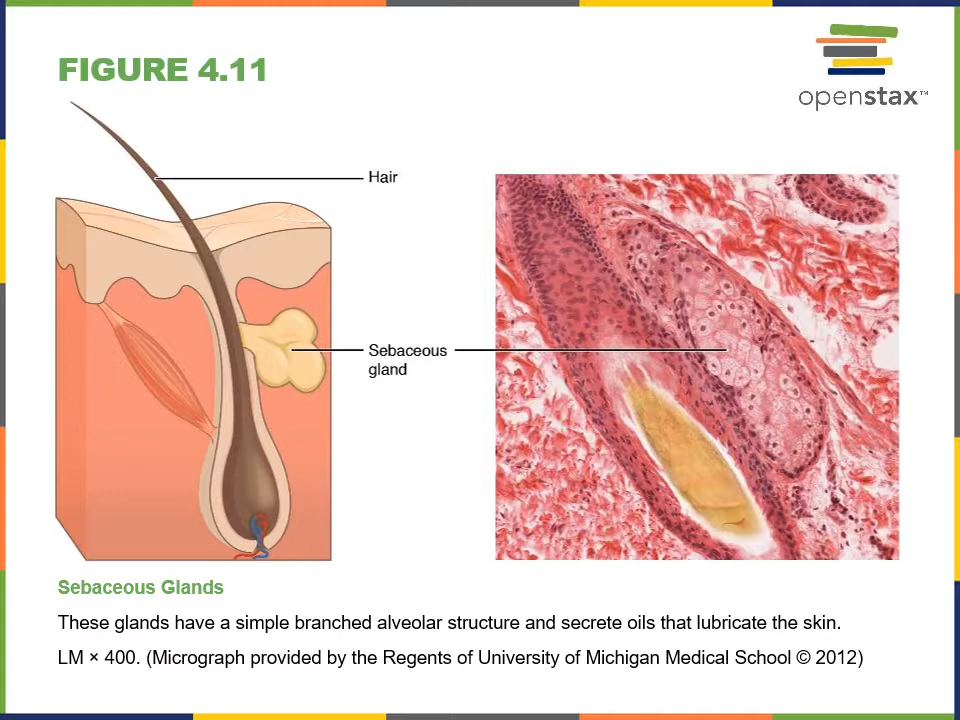 FIGURE 4.11
openstax™
Hair
Sebaceous
gland
Sebaceous Glands
These glands have a simple branched alveolar structure and secrete oils that lubricate the skin.
LM × 400. (Micrograph provided by the Regents of University of Michigan Medical School © 2012)